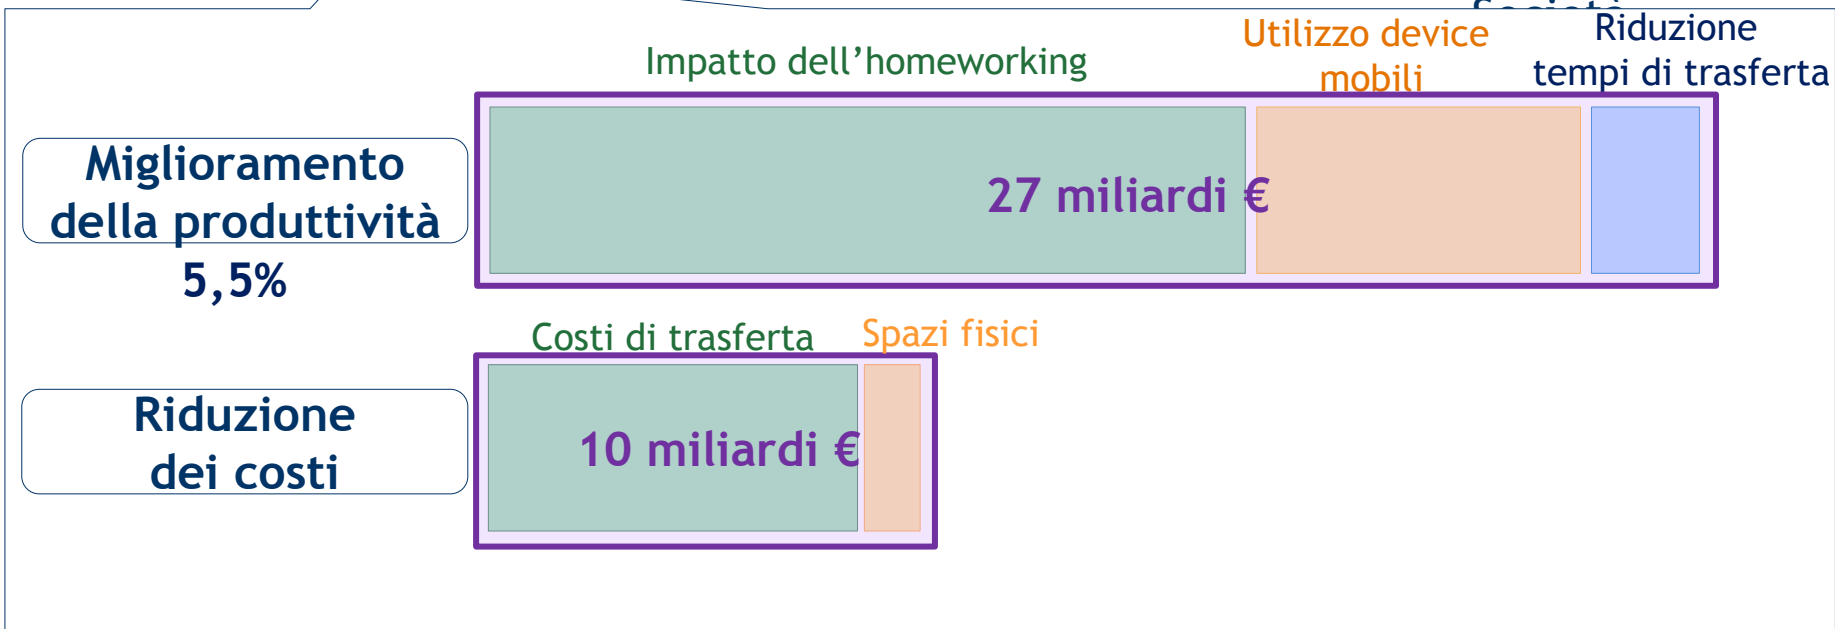 Società
Impatto dell’homeworking
Utilizzo device
mobili
Riduzione
tempi di trasferta
Miglioramento
della produttività
5,5%
27 miliardi €
Costi di trasferta
Spazi fisici
Riduzione
dei costi
10 miliardi €